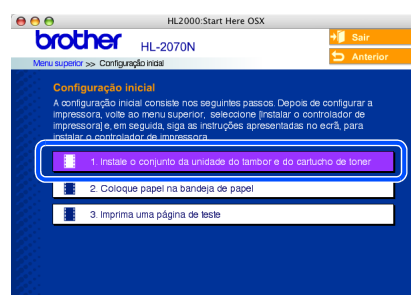 HL2000:Start Here OSX
brother HL-2070N
Sair
Anterior
Menu superior >> Configuração inicial
Configuração inicial
A configuração inicial consiste nos seguintes passos. Depois de configurar a
impressora, volte ao menu superior, seleccione [Instalar o controlador de
impressora] e, em seguida, siga as instruções apresentadas no ecrã, para
instalar o controlador de impressora.
1. Instale o conjunto da unidade do tambor e do cartucho de toner
2. Coloque papel na bandeja de papel
3. Imprima uma página de teste